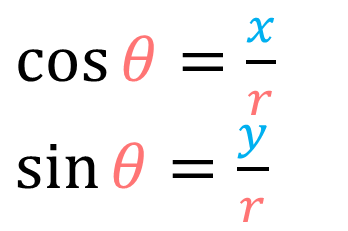 cos θ = x/r
sin θ = y/r